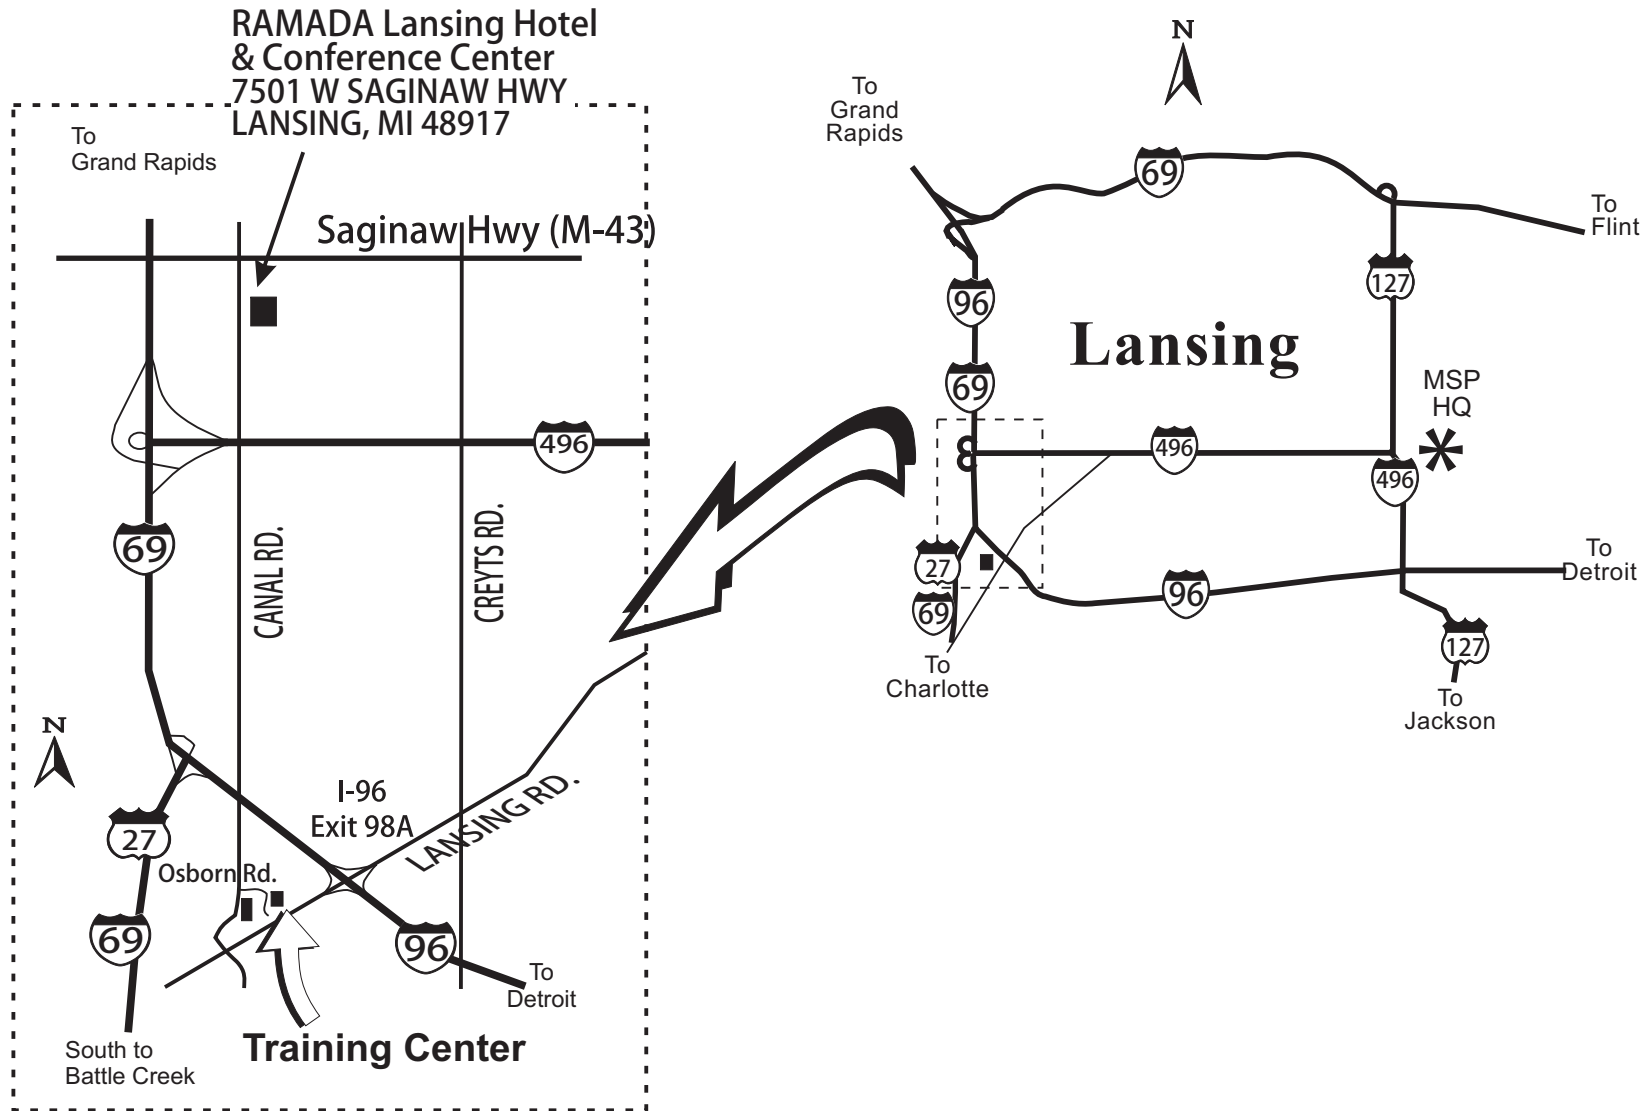 RAMADA Lansing Hotel
& Conference Center
7501 W SAGINAW HWY
LANSING, MI 48917
To
Grand Rapids
Saginaw Hwy (M-43)
496
69
CANAL RD.
CREYTS RD.
N
I-96
Exit 98A
LANSING RD.
27
Osborn Rd.
69
96
To
Detroit
South to
Battle Creek
Training Center
N
To
Grand
Rapids
69
To
Flint
96
127
Lansing
69
MSP
HQ
496
496
27
69
96
To
Detroit
To
Charlotte
127
To
Jackson